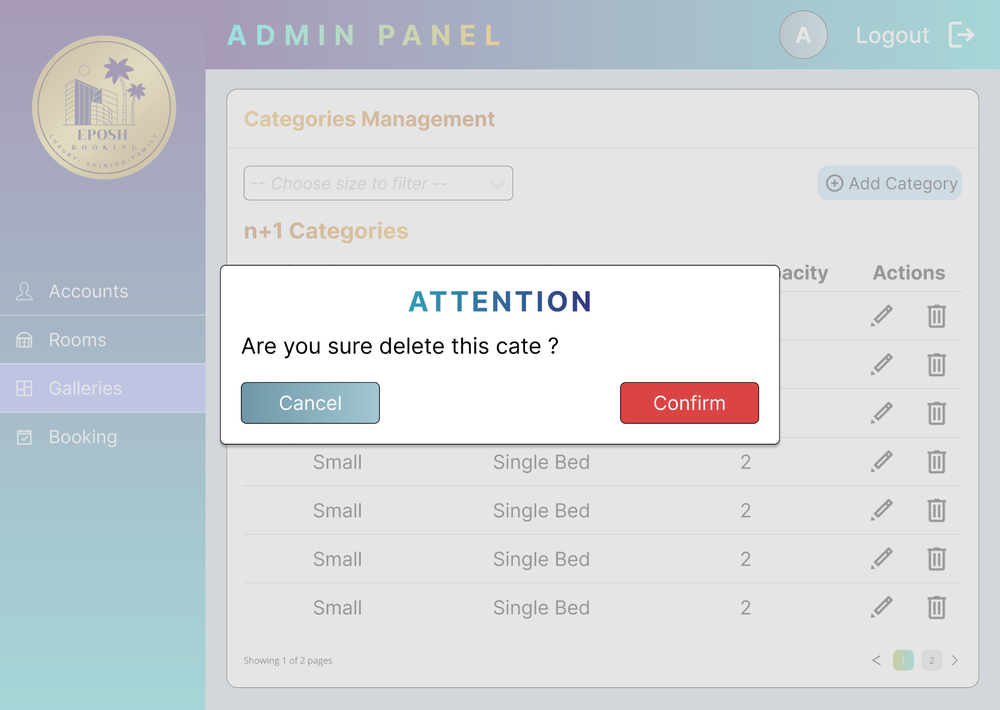 ADMIN PANEL
A
Logout
EPOSH
BOOKING
LUXURY · SHINING · FAMILY
Accounts
Rooms
Galleries
Booking
Categories Management
-- Choose size to filter --
Add Category
n+1 Categories
Actions
ATTENTION
Are you sure delete this cate ?
Cancel
Confirm
Small Single Bed 2
Small Single Bed 2
Small Single Bed 2
Small Single Bed 2
Showing 1 of 2 pages
< 1 2 >